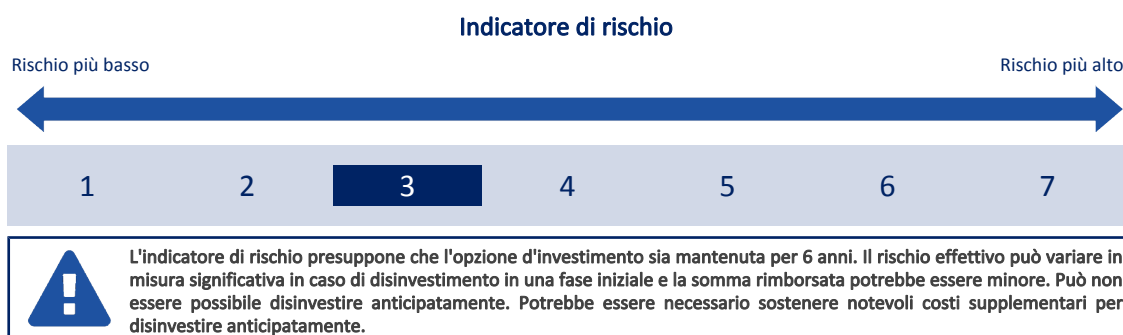 Indicatore di rischio
Rischio più basso
Rischio più alto
1 2 3 4 5 6 7
L'indicatore di rischio presuppone che l'opzione d'investimento sia mantenuta per 6 anni. Il rischio effettivo può variare in
misura significativa in caso di disinvestimento in una fase iniziale e la somma rimborsata potrebbe essere minore. Può non
essere possibile disinvestire anticipatamente. Potrebbe essere necessario sostenere notevoli costi supplementari per
disinvestire anticipatamente.